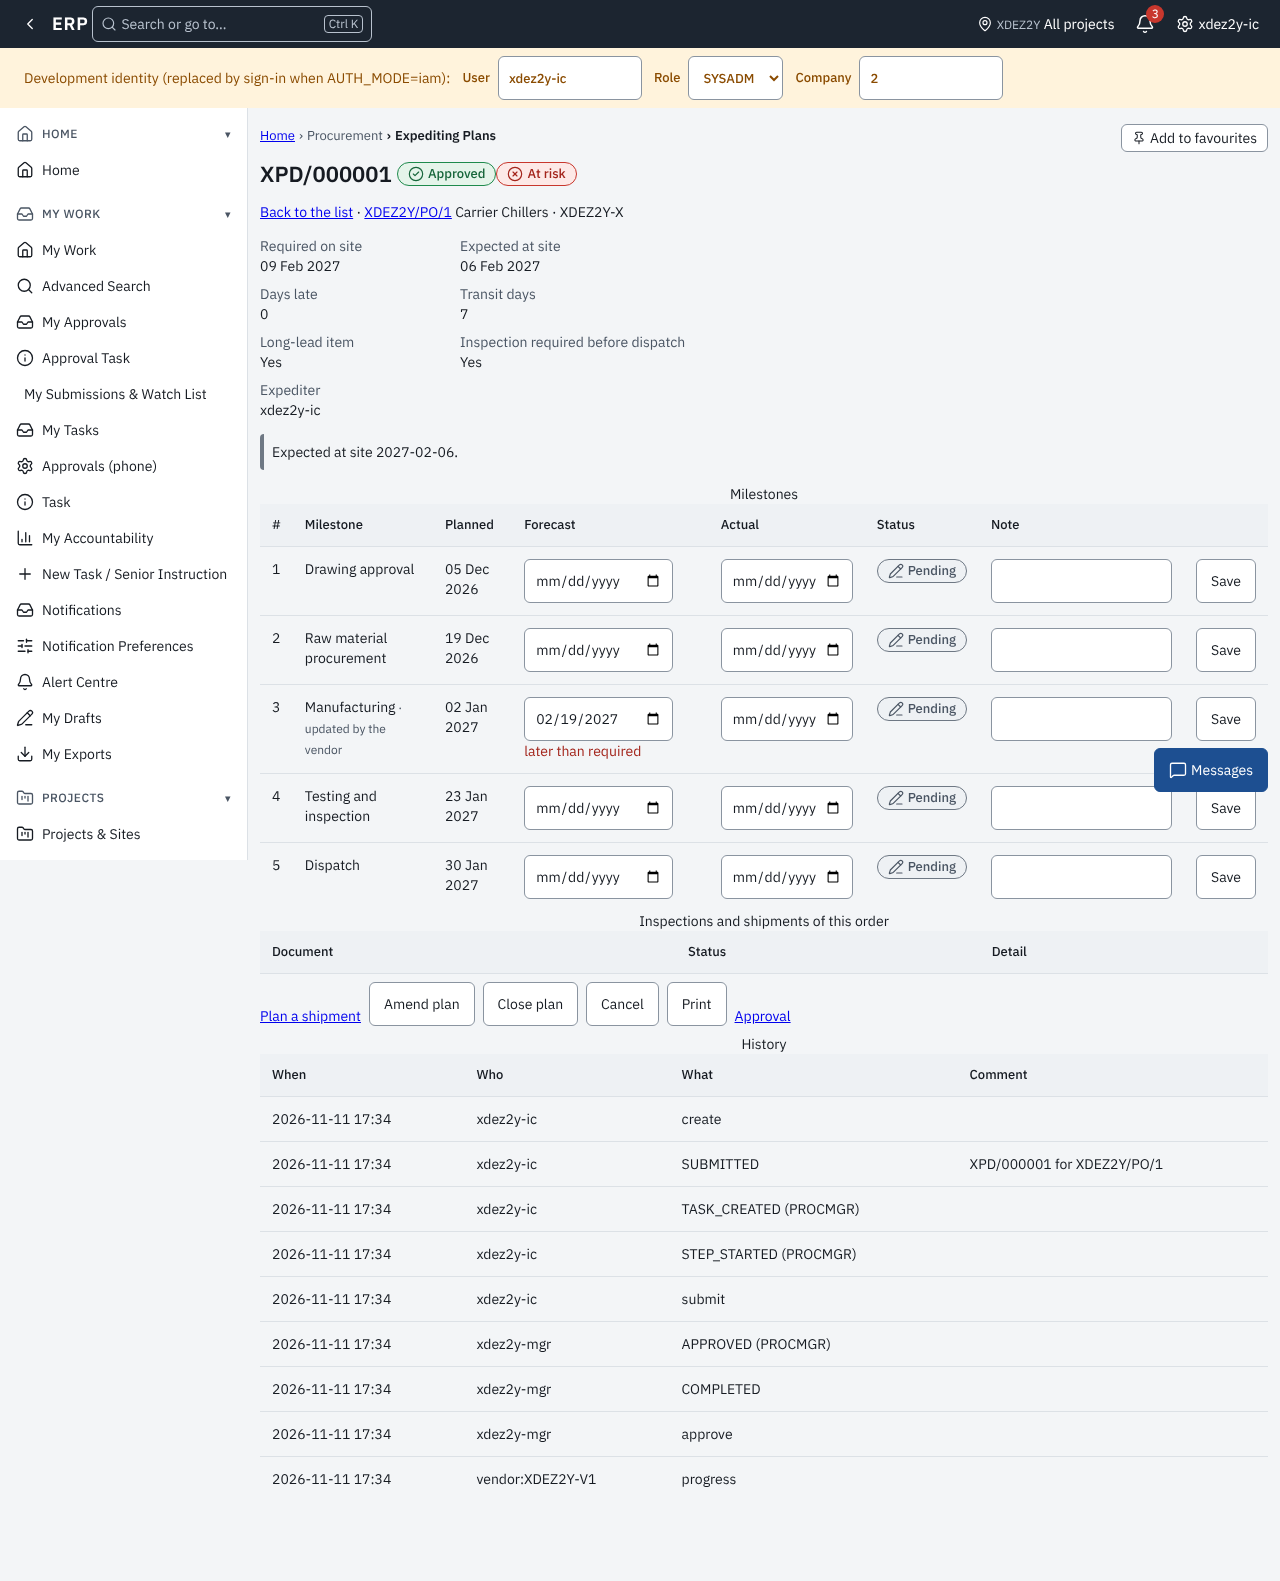 ERP
Search or go to...
Ctrl K
XDEZ2Y All projects
3
xdez2y-ic
Development identity (replaced by sign-in when AUTH_MODE=iam):
User
xdez2y-ic
Role
SYSADM
Company
2
HOME
Home
MY WORK
My Work
Advanced Search
My Approvals
Approval Task
My Submissions & Watch List
My Tasks
Approvals (phone)
Task
My Accountability
New Task / Senior Instruction
Notifications
Notification Preferences
Alert Centre
My Drafts
My Exports
PROJECTS
Projects & Sites
Home › Procurement › Expediting Plans
Add to favourites
XPD/000001 Approved At risk
Back to the list · XDEZ2Y/PO/1 Carrier Chillers · XDEZ2Y-X
Required on site
09 Feb 2027
Expected at site
06 Feb 2027
Days late
0
Transit days
7
Long-lead item
Yes
Inspection required before dispatch
Yes
Expediter
xdez2y-ic
Expected at site 2027-02-06.
Milestones
# Milestone Planned Forecast Actual Status Note
1 Drawing approval 05 Dec 2026 mm/dd/yyyy mm/dd/yyyy Pending Save
2 Raw material procurement 19 Dec 2026 mm/dd/yyyy mm/dd/yyyy Pending Save
3 Manufacturing · updated by the vendor 02 Jan 2027 02/19/2027 later than required mm/dd/yyyy Pending Save
Messages
4 Testing and inspection 23 Jan 2027 mm/dd/yyyy mm/dd/yyyy Pending Save
5 Dispatch 30 Jan 2027 mm/dd/yyyy mm/dd/yyyy Pending Save
Inspections and shipments of this order
Document Status Detail
Plan a shipment Amend plan Close plan Cancel Print Approval
History
When Who What Comment
2026-11-11 17:34 xdez2y-ic create
2026-11-11 17:34 xdez2y-ic SUBMITTED XPD/000001 for XDEZ2Y/PO/1
2026-11-11 17:34 xdez2y-ic TASK_CREATED (PROCMGR)
2026-11-11 17:34 xdez2y-ic STEP_STARTED (PROCMGR)
2026-11-11 17:34 xdez2y-ic submit
2026-11-11 17:34 xdez2y-mgr APPROVED (PROCMGR)
2026-11-11 17:34 xdez2y-mgr COMPLETED
2026-11-11 17:34 xdez2y-mgr approve
2026-11-11 17:34 vendor:XDEZ2Y-V1 progress